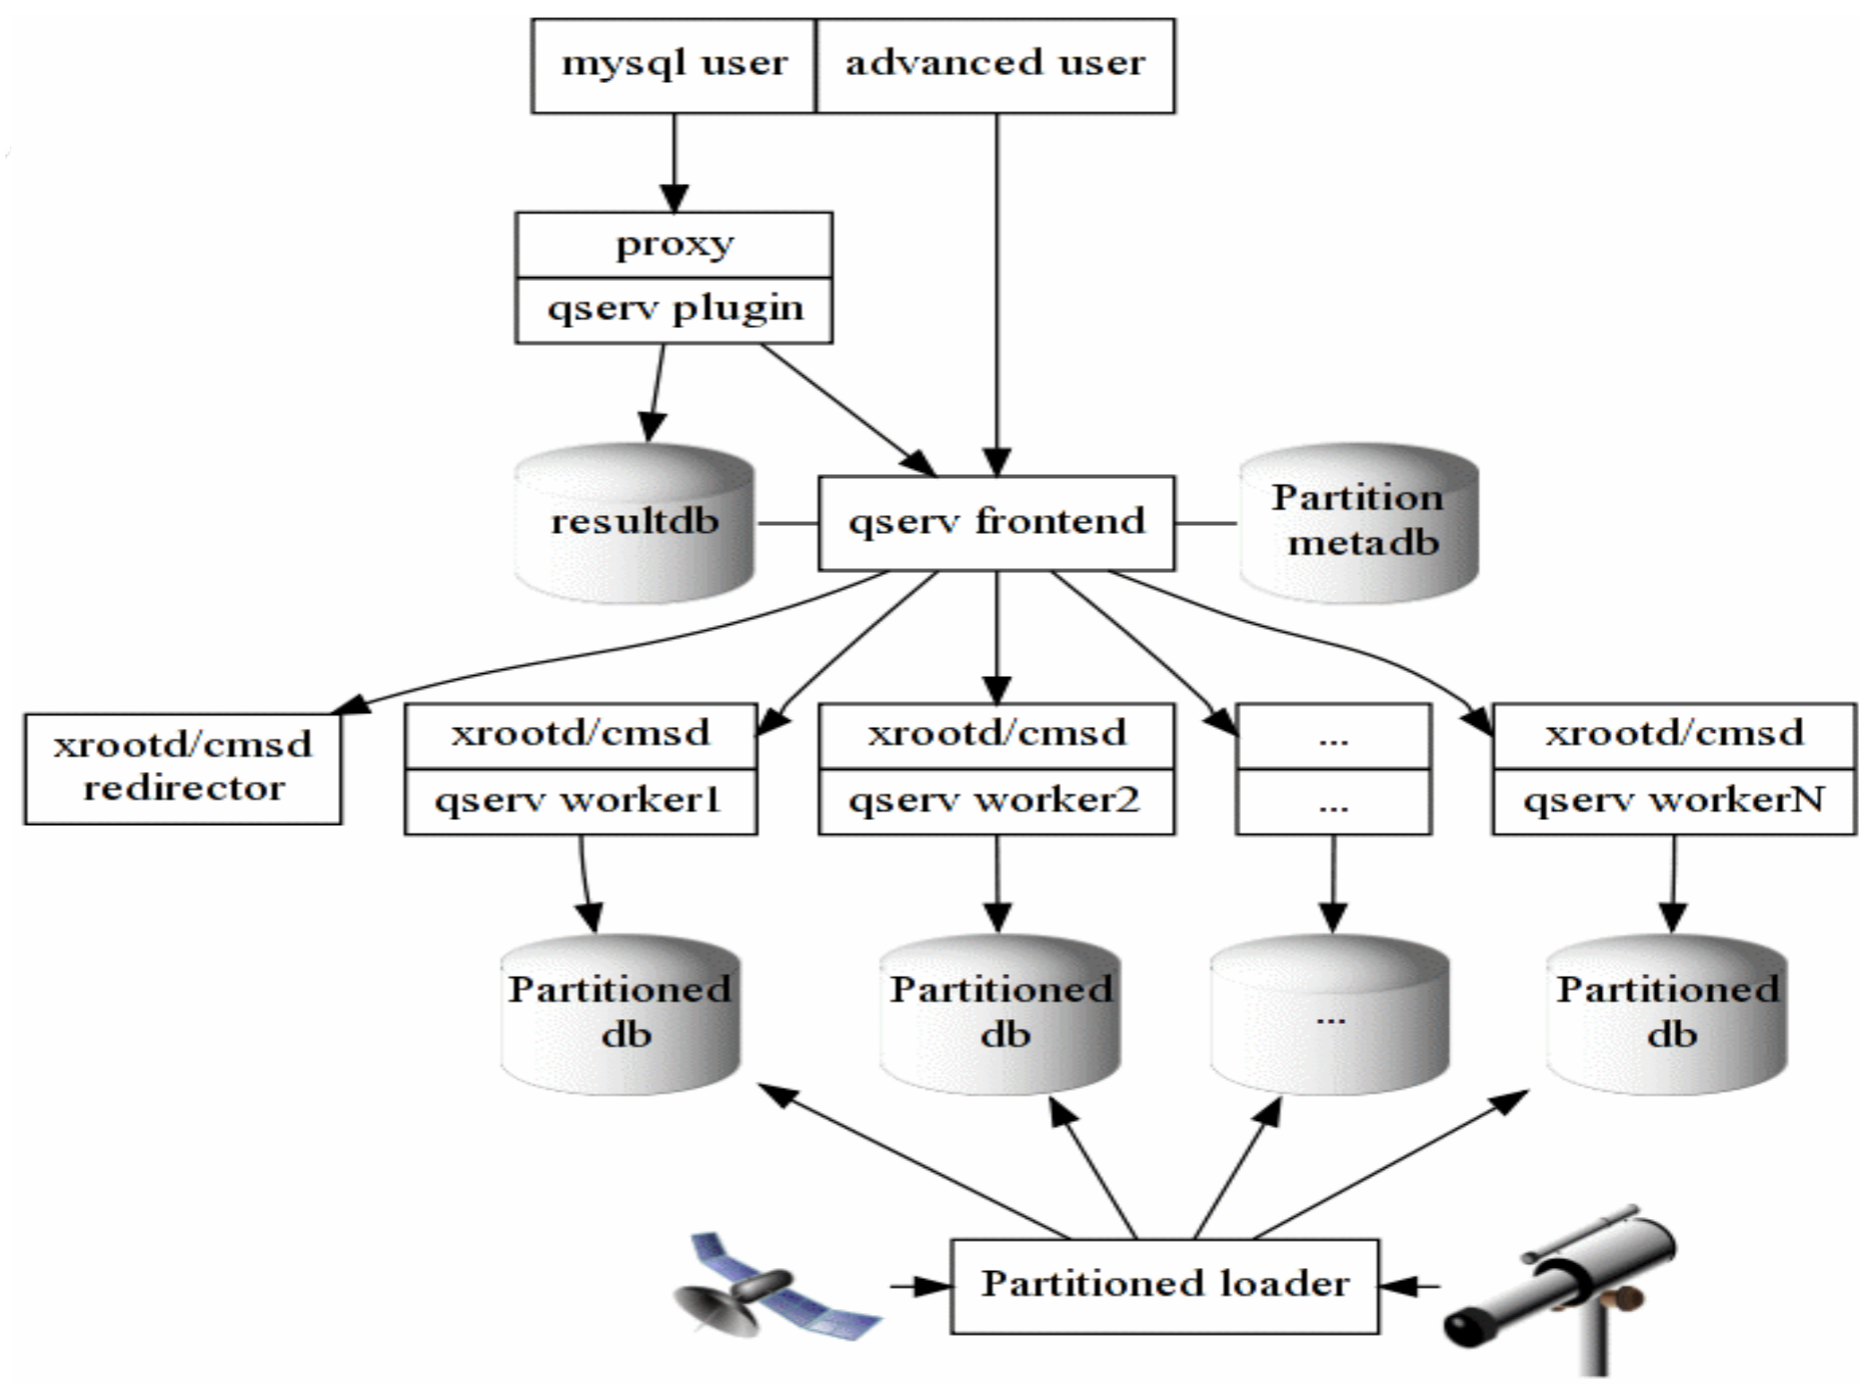 mysql user
advanced user
proxy
qserv plugin
resultdb
qserv frontend
Partition
metadb
xrootd/cmsd
redirector
xrootd/cmsd
qserv worker1
xrootd/cmsd
qserv worker2
...
...
xrootd/cmsd
qserv workerN
Partitioned
db
Partitioned
db
...
Partitioned
db
Partitioned loader